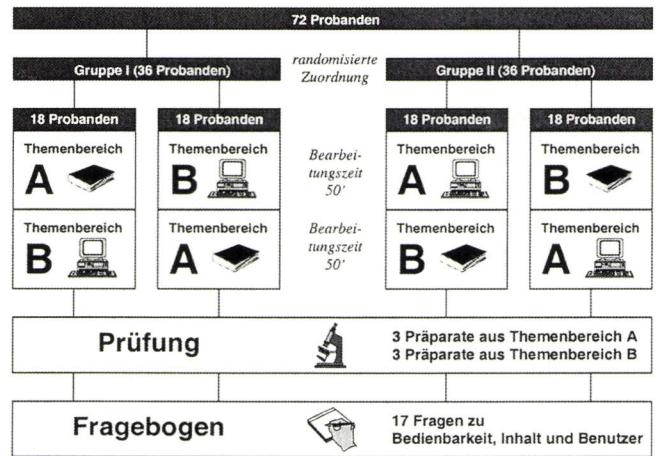 72 Probanden
Gruppe I (36 Probanden)
randomisierte
Zuordnung
Gruppe II (36 Probanden)
18 Probanden
18 Probanden
18 Probanden
18 Probanden
Themenbereich
A
Themenbereich
B
Bearbei-
tungszeit
50'
Themenbereich
A
Themenbereich
B
Themenbereich
B
Themenbereich
A
Bearbei-
tungszeit
50'
Themenbereich
B
Themenbereich
A
Prüfung
3 Präparate aus Themenbereich A
3 Präparate aus Themenbereich B
Fragebogen
17 Fragen zu
Bedienbarkeit, Inhalt und Benutzer